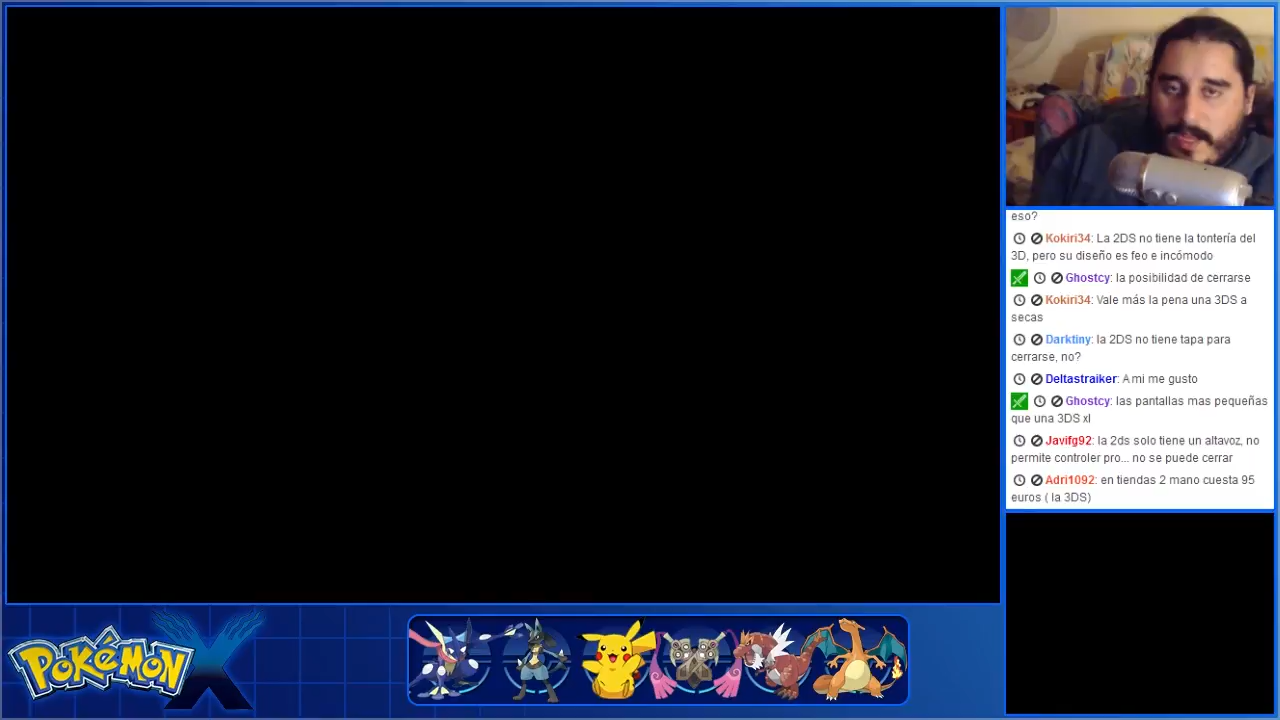 eso?
Kokiri34: La 2DS no tiene la tontería del
3D, pero su diseño es feo e incómodo
Ghostcy: la posibilidad de cerrarse
Kokiri34: Vale más la pena una 3DS a
secas
Darktiny: la 2DS no tiene tapa para
cerrarse, no?
Deltastraiker: A mi me gusto
Ghostcy: las pantallas mas pequeñas
que una 3DS xl
Javifg92: la 2ds solo tiene un altavoz, no
permite controler pro... no se puede cerrar
Adri1092: en tiendas 2 mano cuesta 95
euros ( la 3DS)
POKéMON X